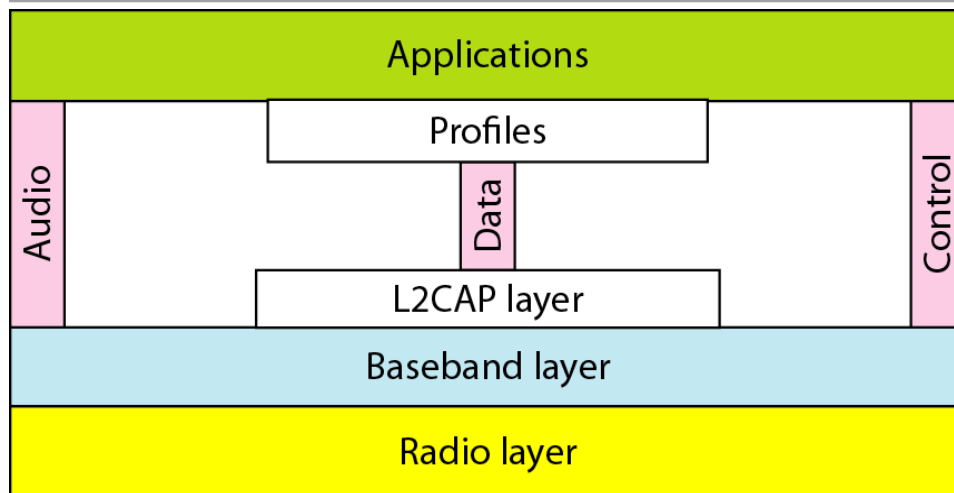 Applications
Profiles
Audio
Data
Control
L2CAP layer
Baseband layer
Radio layer